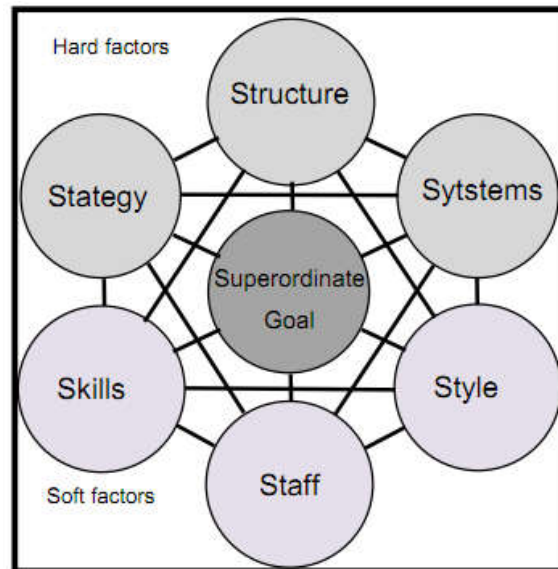 Hard factors
Structure
Stategy
Sytstems
Superordinate
Goal
Skills
Style
Staff
Soft factors